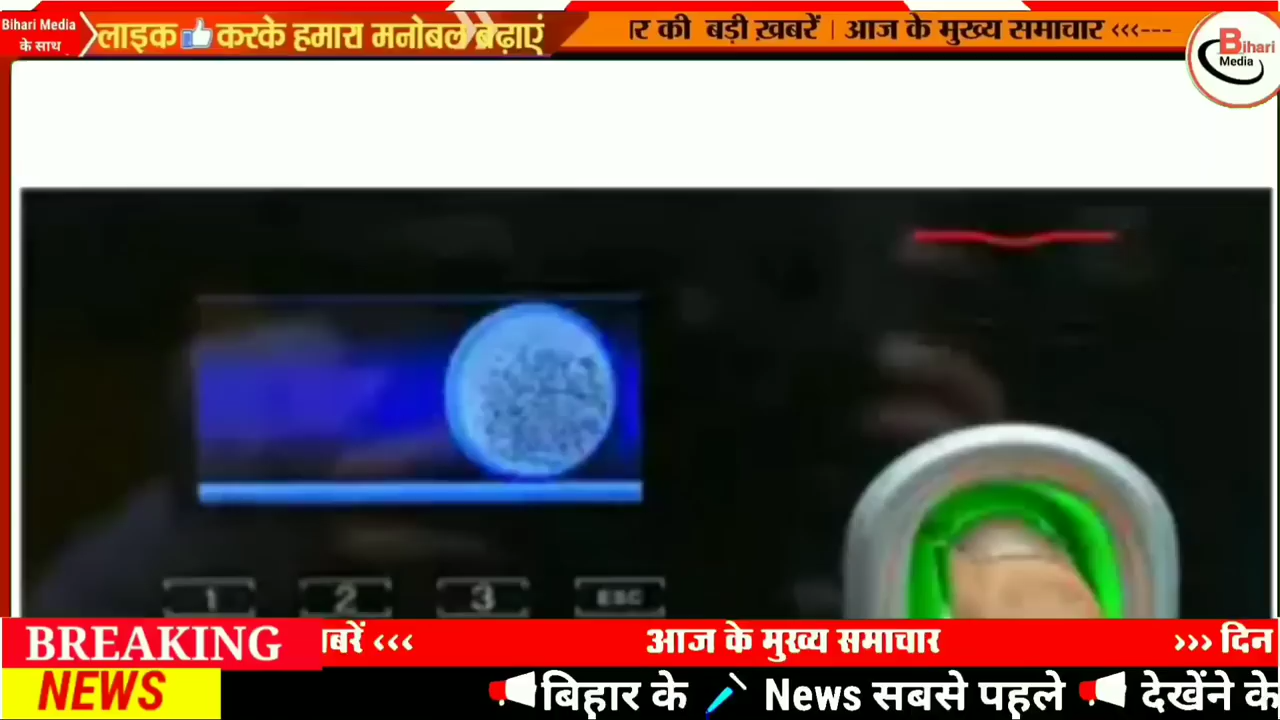 Bihari Media
के साथ
लाइक करके हमारा मनोबल बढ़ाएं
की बड़ी ख़बरें | आज के मुख्य समाचार <<<---
Bihari
Media
1 2 3 ESC
BREAKING
NEWS
<<< आज के मुख्य समाचार >>> दिन
बिहार के News सबसे पहले देखेंने के